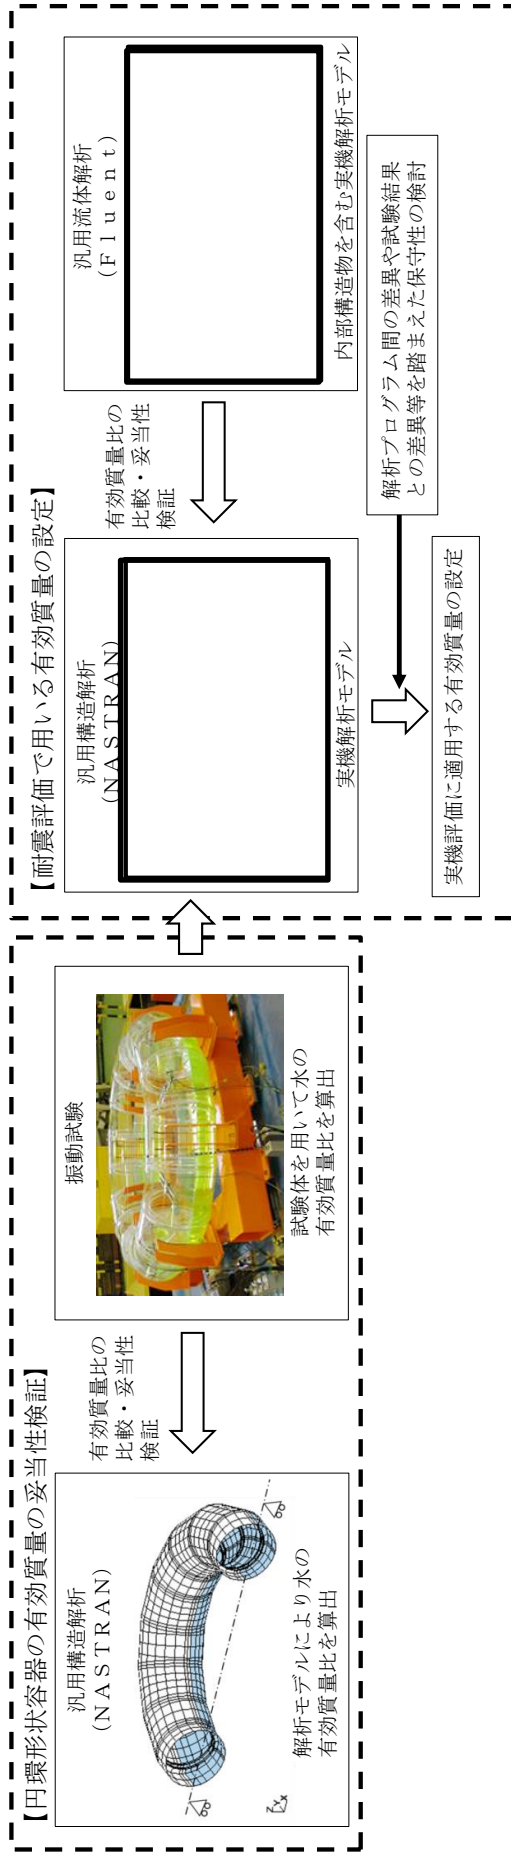 【円環形状容器の有効質量の妥当性検証】
汎用構造解析
(ＮＡＳＴＲＡＮ)
Z
Y
X
解析モデルにより水の
有効質量比を算出
有効質量比の
比較・妥当性
検証
振動試験
試験体を用いて水の
有効質量比を算出
【耐震評価で用いる有効質量の設定】
汎用構造解析
(ＮＡＳＴＲＡＮ)
実機解析モデル
有効質量比の
比較・妥当性
検証
汎用流体解析
(Ｆｌｕｅｎｔ)
内部構造物を含む実機解析モデル
解析プログラム間の差異や試験結果
との差異等を踏まえた保守性の検討
実機評価に適用する有効質量の設定